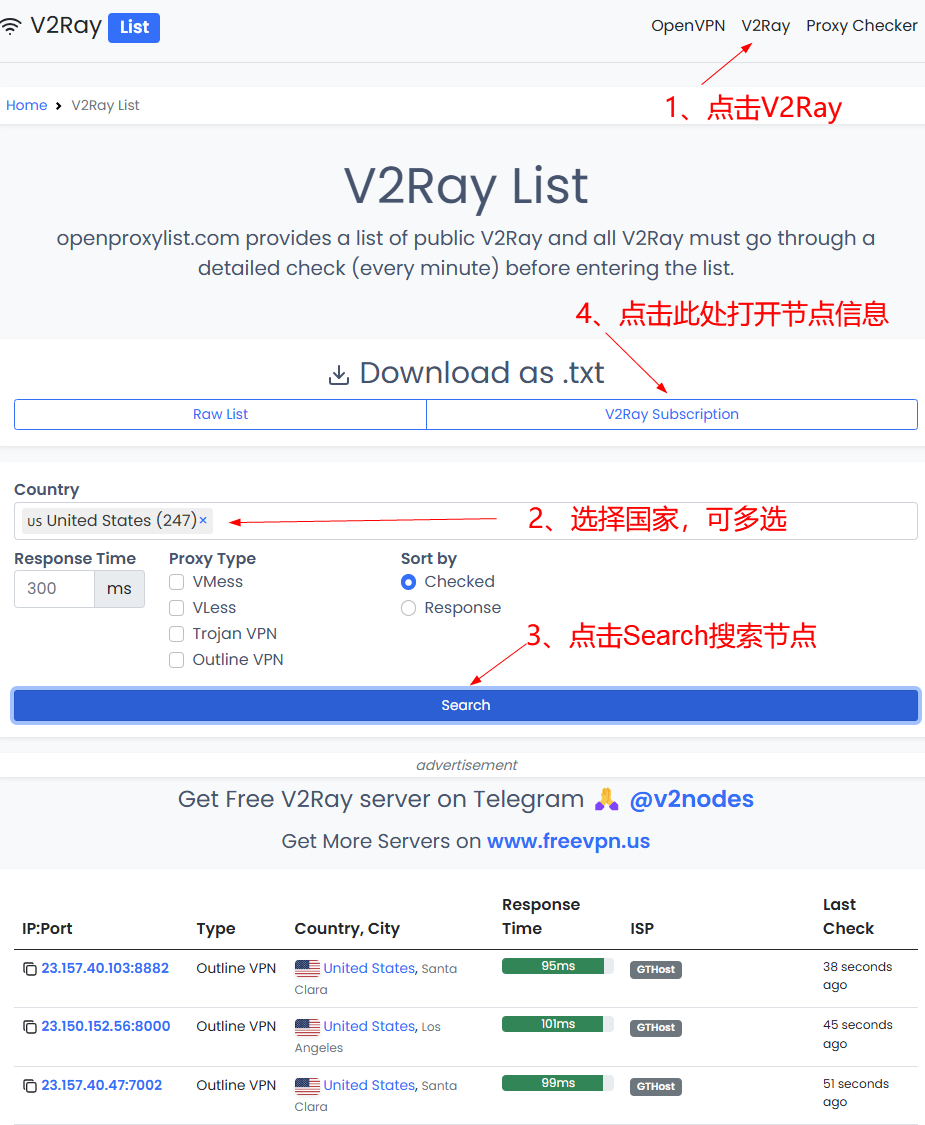 V2Ray List
OpenVPN V2Ray Proxy Checker
1、点击V2Ray
Home > V2Ray List
V2Ray List
openproxylist.com provides a list of public V2Ray and all V2Ray must go through a
detailed check (every minute) before entering the list.
4、点击此处打开节点信息
Download as .txt
Raw List
V2Ray Subscription
Country
US United States (247)×
2、选择国家，可多选
Response Time
Proxy Type
Sort by
300 ms
VMess
Checked
VLess
Response
Trojan VPN
3、点击Search搜索节点
Outline VPN
Search
advertisement
Get Free V2Ray server on Telegram 🙏 @v2nodes
Get More Servers on www.freevpn.us
IP:Port Type Country, City Response Time ISP Last Check
23.157.40.103:8882 Outline VPN United States, Santa Clara 95ms GTHost 38 seconds ago
23.150.152.56:8000 Outline VPN United States, Los Angeles 101ms GTHost 45 seconds ago
23.157.40.47:7002 Outline VPN United States, Santa Clara 99ms GTHost 51 seconds ago